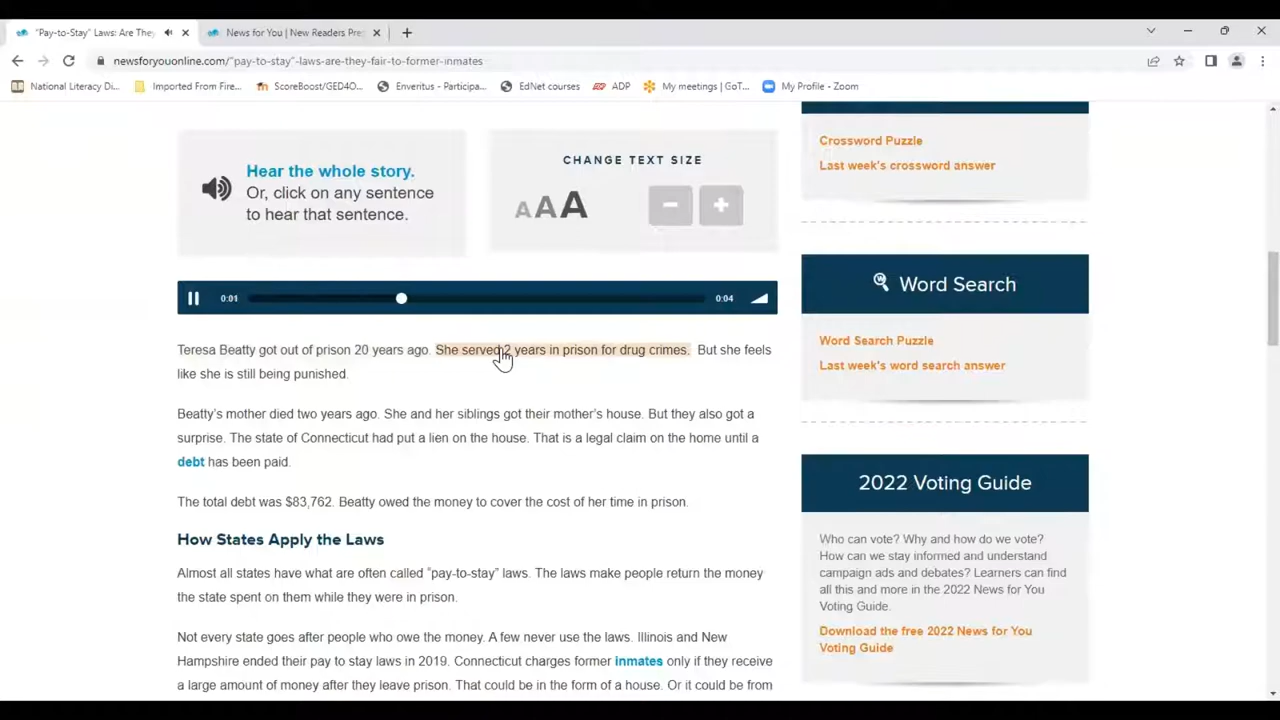 "Pay-to-Stay" Laws: Are They
News for You | New Readers Pre
newsforyouonline.com/"pay-to-stay"-laws-are-they-fair-to-former-inmates
National Literacy Di...
Imported From Fire...
ScoreBoost/GED4O...
Enveritus - Participa...
EdNet courses
ADP
My meetings | GoT...
My Profile - Zoom
Hear the whole story.
Or, click on any sentence
to hear that sentence.
CHANGE TEXT SIZE
A A A
0:01
0:04
Teresa Beatty got out of prison 20 years ago. She served 2 years in prison for drug crimes. But she feels
like she is still being punished.
Beatty's mother died two years ago. She and her siblings got their mother's house. But they also got a
surprise. The state of Connecticut had put a lien on the house. That is a legal claim on the home until a
debt has been paid.
The total debt was $83,762. Beatty owed the money to cover the cost of her time in prison.
How States Apply the Laws
Almost all states have what are often called "pay-to-stay" laws. The laws make people return the money
the state spent on them while they were in prison.
Not every state goes after people who owe the money. A few never use the laws. Illinois and New
Hampshire ended their pay to stay laws in 2019. Connecticut charges former inmates only if they receive
a large amount of money after they leave prison. That could be in the form of a house. Or it could be from
Crossword Puzzle
Last week's crossword answer
Word Search
Word Search Puzzle
Last week's word search answer
2022 Voting Guide
Who can vote? Why and how do we vote?
How can we stay informed and understand
campaign ads and debates? Learners can find
all this and more in the 2022 News for You
Voting Guide.
Download the free 2022 News for You
Voting Guide